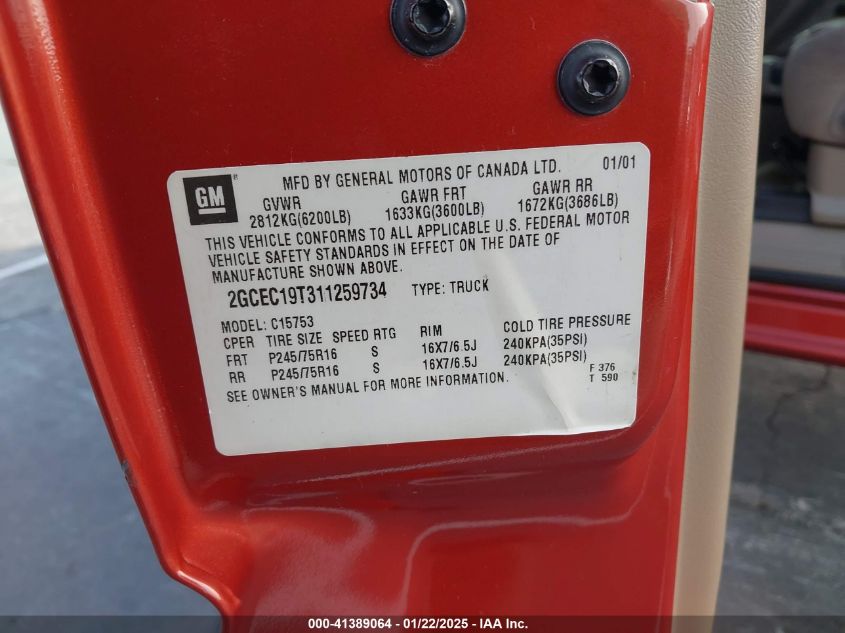 GM
MFD BY GENERAL MOTORS OF CANADA LTD. 01/01
GVWR GAWR FRT GAWR RR
2812KG(6200LB) 1633KG(3600LB) 1672KG(3686LB)
THIS VEHICLE CONFORMS TO ALL APPLICABLE U.S. FEDERAL MOTOR
VEHICLE SAFETY STANDARDS IN EFFECT ON THE DATE OF
MANUFACTURE SHOWN ABOVE.
2GCEC19T311259734 TYPE: TRUCK
MODEL: C15753
CPER TIRE SIZE SPEED RTG RIM COLD TIRE PRESSURE
FRT P245/75R16 S 16X7/6.5J 240KPA(35PSI)
RR P245/75R16 S 16X7/6.5J 240KPA(35PSI)
SEE OWNER'S MANUAL FOR MORE INFORMATION.
F 376
T 590
000-41389064 - 01/22/2025 - IAA Inc.